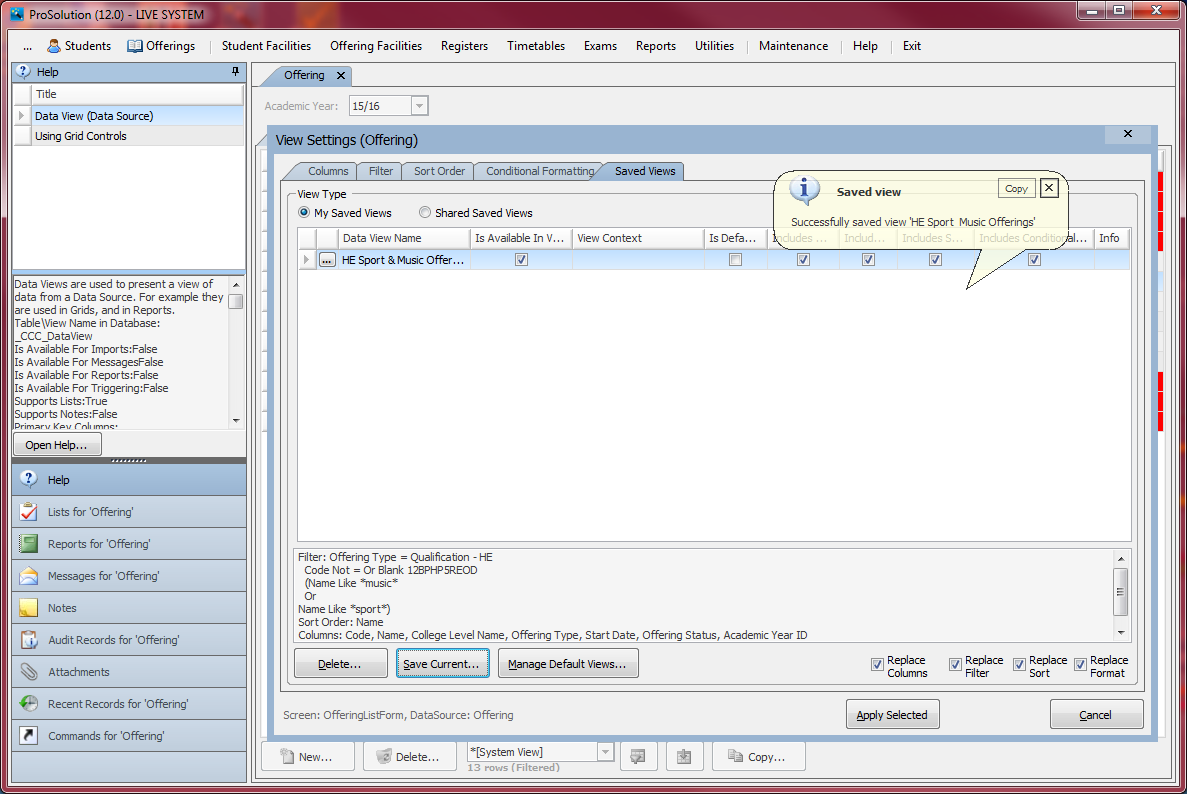 ProSolution (12.0) - LIVE SYSTEM
... Students Offerings Student Facilities Offering Facilities Registers Timetables Exams Reports Utilities Maintenance Help Exit
Help
Title
Data View (Data Source)
Using Grid Controls
Data Views are used to present a view of
data from a Data Source. For example they
are used in Grids, and in Reports.
Table\View Name in Database:
_CCC_DataView
Is Available For Imports:False
Is Available For MessagesFalse
Is Available For Reports:False
Is Available For Triggering:False
Supports Lists:True
Supports Notes:False
Primary Key Columns:
Open Help...
Help
Lists for 'Offering'
Reports for 'Offering'
Messages for 'Offering'
Notes
Audit Records for 'Offering'
Attachments
Recent Records for 'Offering'
Commands for 'Offering'
Offering
Academic Year: 15/16
View Settings (Offering)
Columns Filter Sort Order Conditional Formatting Saved Views
View Type
My Saved Views Shared Saved Views
Saved view Copy
Successfully saved view 'HE Sport Music Offerings'
Data View Name Is Available In V... View Context Is Defa... Includes ... Includ... Includes S... Includes Conditional... Info
... HE Sport & Music Offer...
Filter: Offering Type = Qualification - HE
Code Not = Or Blank 12BPHP5REOD
(Name Like *music*
Or
Name Like *sport*)
Sort Order: Name
Columns: Code, Name, College Level Name, Offering Type, Start Date, Offering Status, Academic Year ID
Delete... Save Current... Manage Default Views...
Replace Columns Replace Filter Replace Sort Replace Format
Screen: OfferingListForm, DataSource: Offering
Apply Selected Cancel
New... Delete... *[System View] Copy...
13 rows (Filtered)